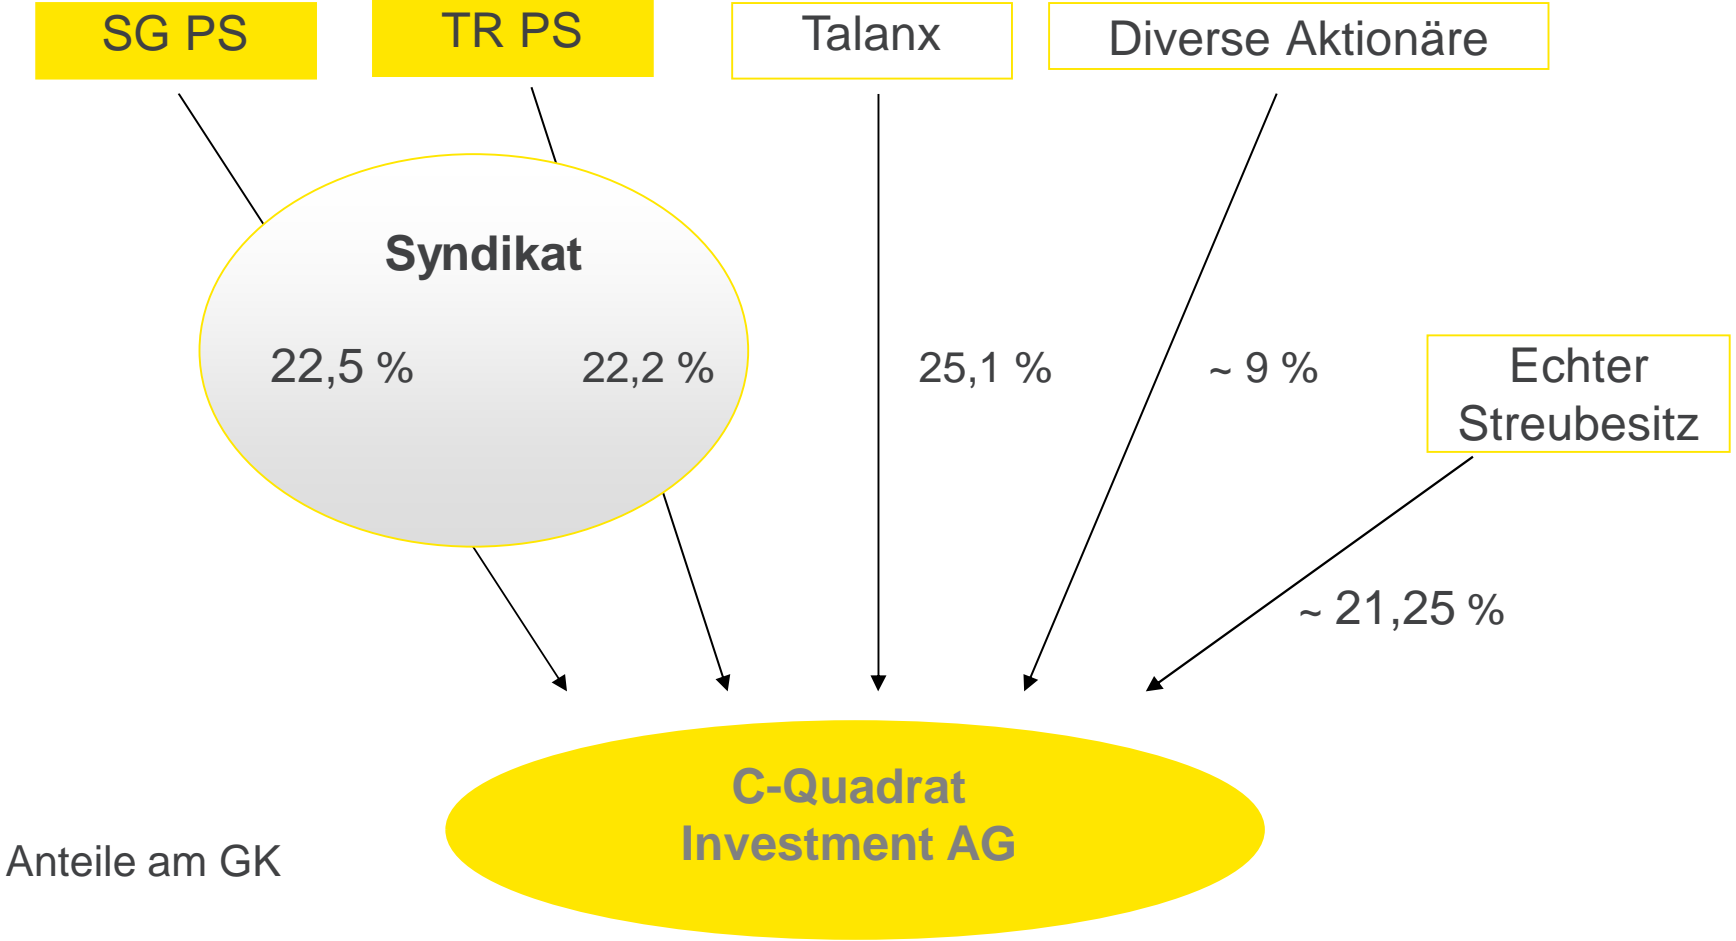 SG PS
TR PS
Talanx
Diverse Aktionäre
Syndikat
22,5 %
22,2 %
25,1 %
~ 9 %
Echter
Streubesitz
~ 21,25 %
C-Quadrat
Investment AG
Anteile am GK